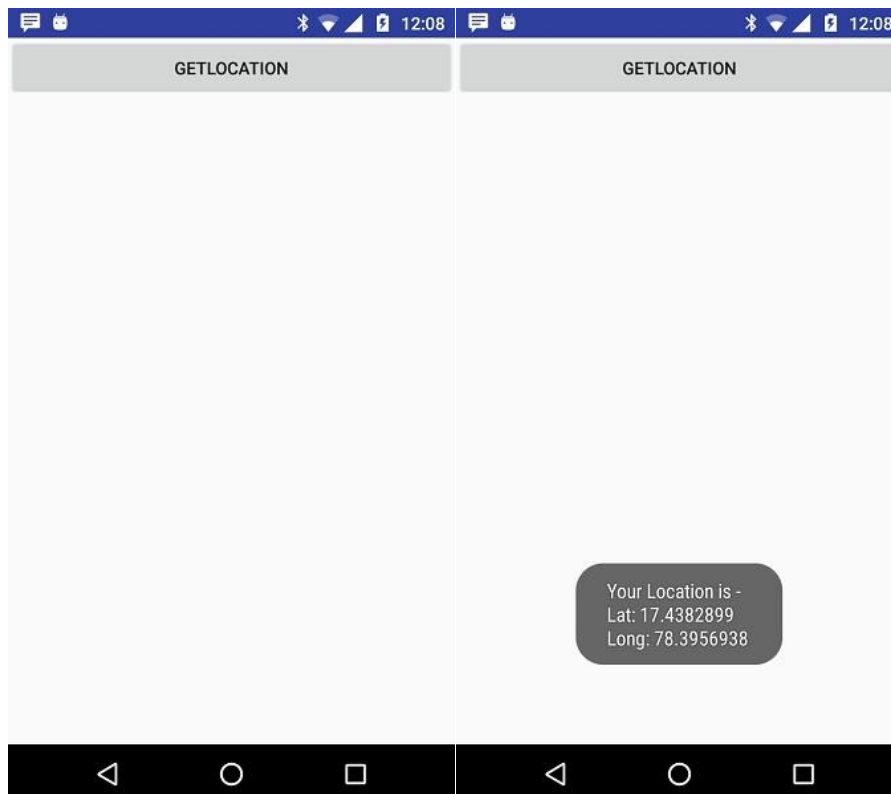 12:08
GETLOCATION
12:08
GETLOCATION
Your Location is -
Lat: 17.4382899
Long: 78.3956938